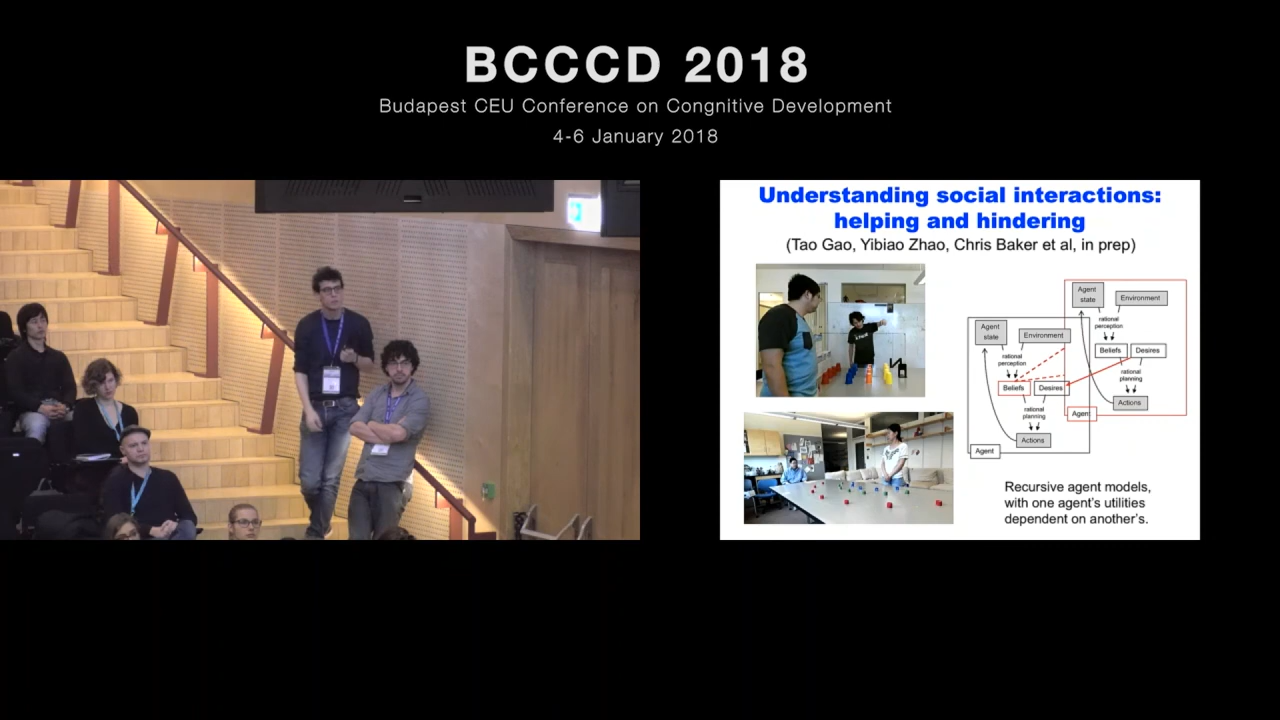 BCCCD 2018
Budapest CEU Conference on Congnitive Development
4-6 January 2018
Understanding social interactions:
helping and hindering
(Tao Gao, Yibiao Zhao, Chris Baker et al, in prep)
Agent
state
Environment
rational
perception
Beliefs
Desires
rational
planning
Actions
Agent
Agent
state
Environment
rational
perception
Beliefs
Desires
rational
planning
Actions
Agent
Recursive agent models,
with one agent's utilities
dependent on another's.